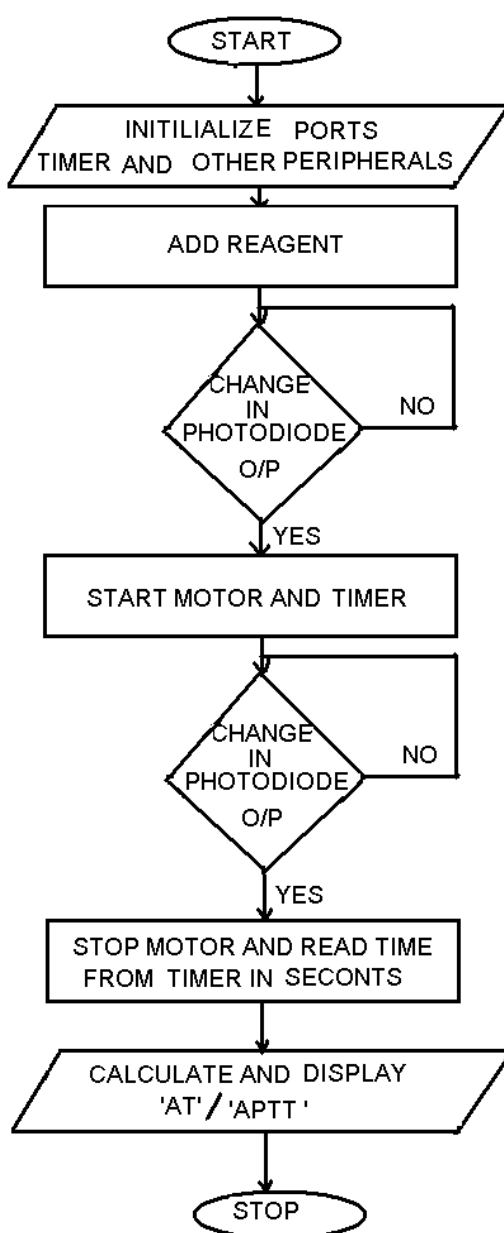 START
INITILIALIZE PORTS
TIMER AND OTHER PERIPHERALS
ADD REAGENT
CHANGE
IN
PHOTODIODE
O/P
NO
YES
START MOTOR AND TIMER
CHANGE
IN
PHOTODIODE
O/P
NO
YES
STOP MOTOR AND READ TIME
FROM TIMER IN SECONTS
CALCULATE AND DISPLAY
'AT' / 'APTT '
STOP